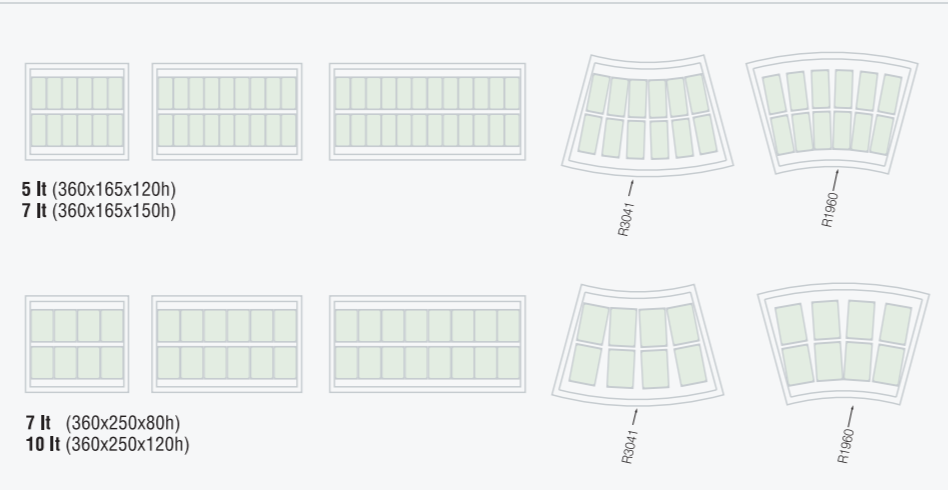 5 lt (360x165x120h)
7 lt (360x165x150h)
R3041
R1960
7 lt (360x250x80h)
10 lt (360x250x120h)
R3041
R1960